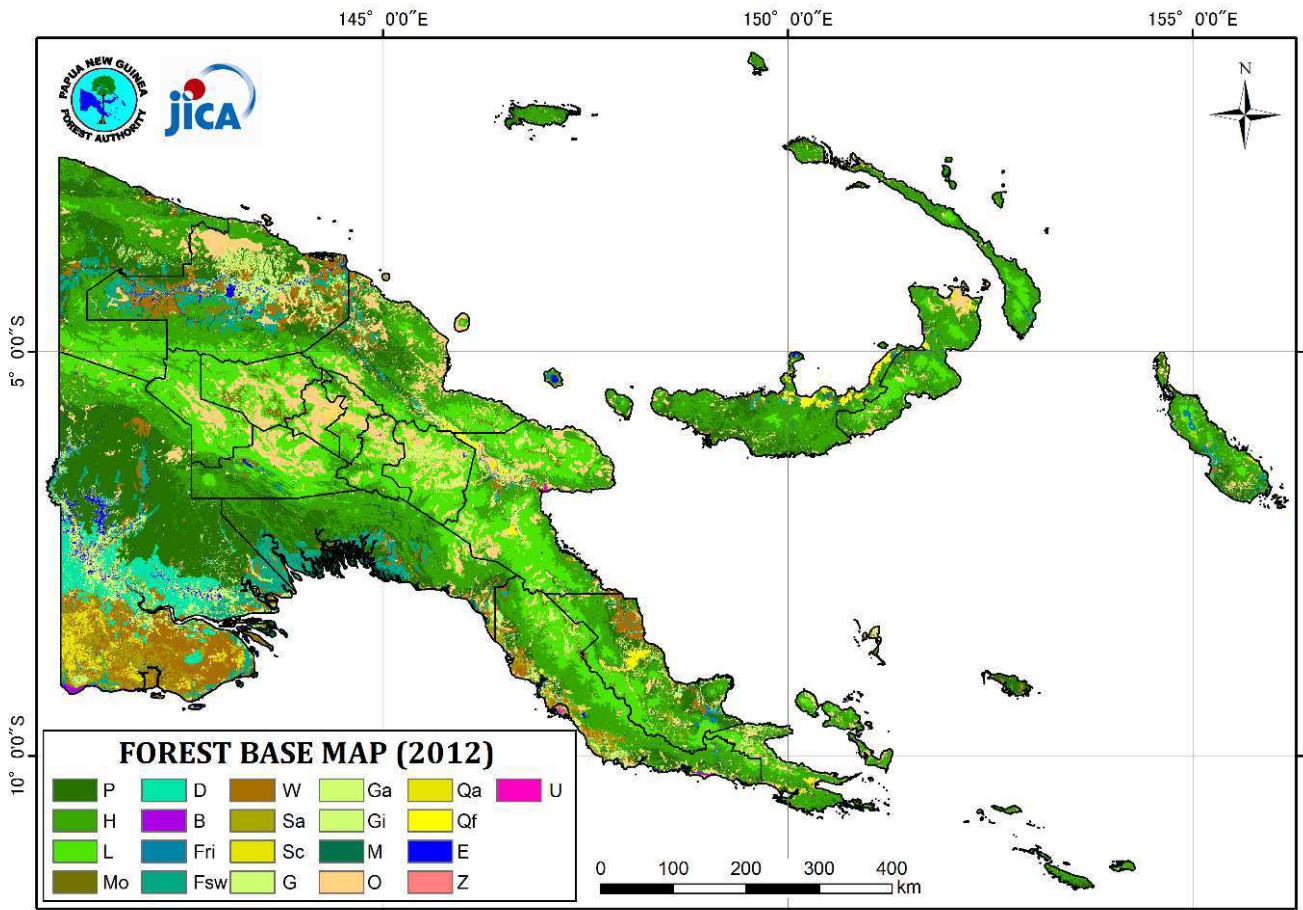 145° 0'0"E
150° 0'0"E
155° 0'0"E
PAPUA NEW GUINEA
FOREST AUTHORITY
JICA
N
5° 0'0"S
10° 0'0"S
FOREST BASE MAP (2012)
P D W Ga Qa U
H B Sa Gi Qf
L Fri Sc M E
Mo Fsw G O Z
0 100 200 300 400
km